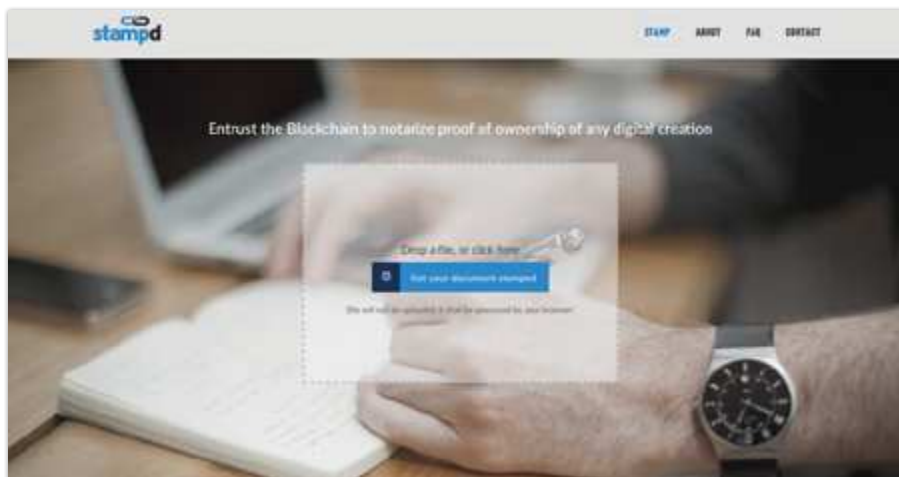 stampd
STAMP ABOUT FAQ CONTACT
Entrust the Blockchain to notarize proof of ownership of any digital creation
Drop a file, or click here
Get your document stamped